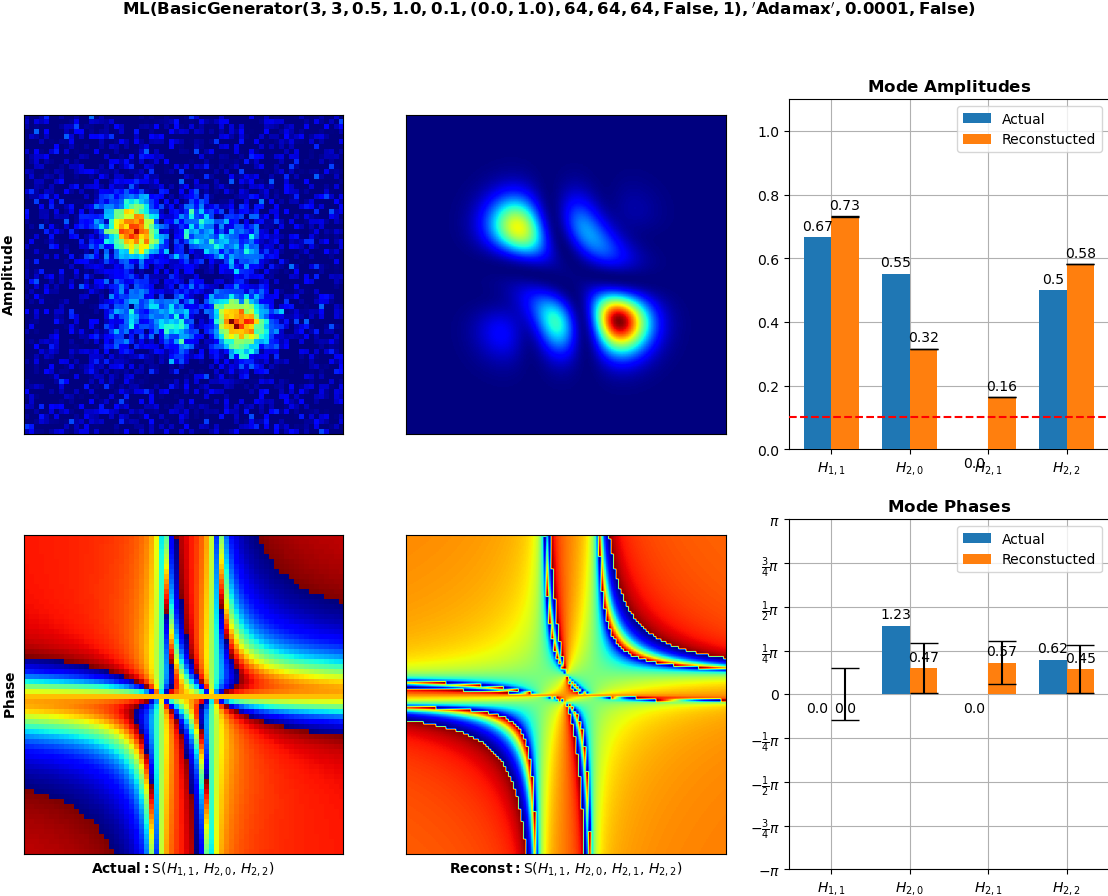 ML(BasicGenerator(3, 3, 0.5, 1.0, 0.1, (0.0, 1.0), 64, 64, 64, False, 1), 'Adamax', 0.0001, False)
Amplitude
Mode Amplitudes
Actual
Reconstucted
1.0
0.8
0.6
0.4
0.2
0.0
0.67
0.73
0.55
0.32
0.0
0.16
0.5
0.58
H1,1
H2,0
H2,1
H2,2
Phase
Actual: S(H1,1, H2,0, H2,2)
Reconst: S(H1,1, H2,0, H2,1, H2,2)
Mode Phases
Actual
Reconstucted
π
3/4π
1/2π
1/4π
0
−1/4π
−1/2π
−3/4π
−π
0.0
0.0
1.23
0.47
0.0
0.57
0.62
0.45
H1,1
H2,0
H2,1
H2,2